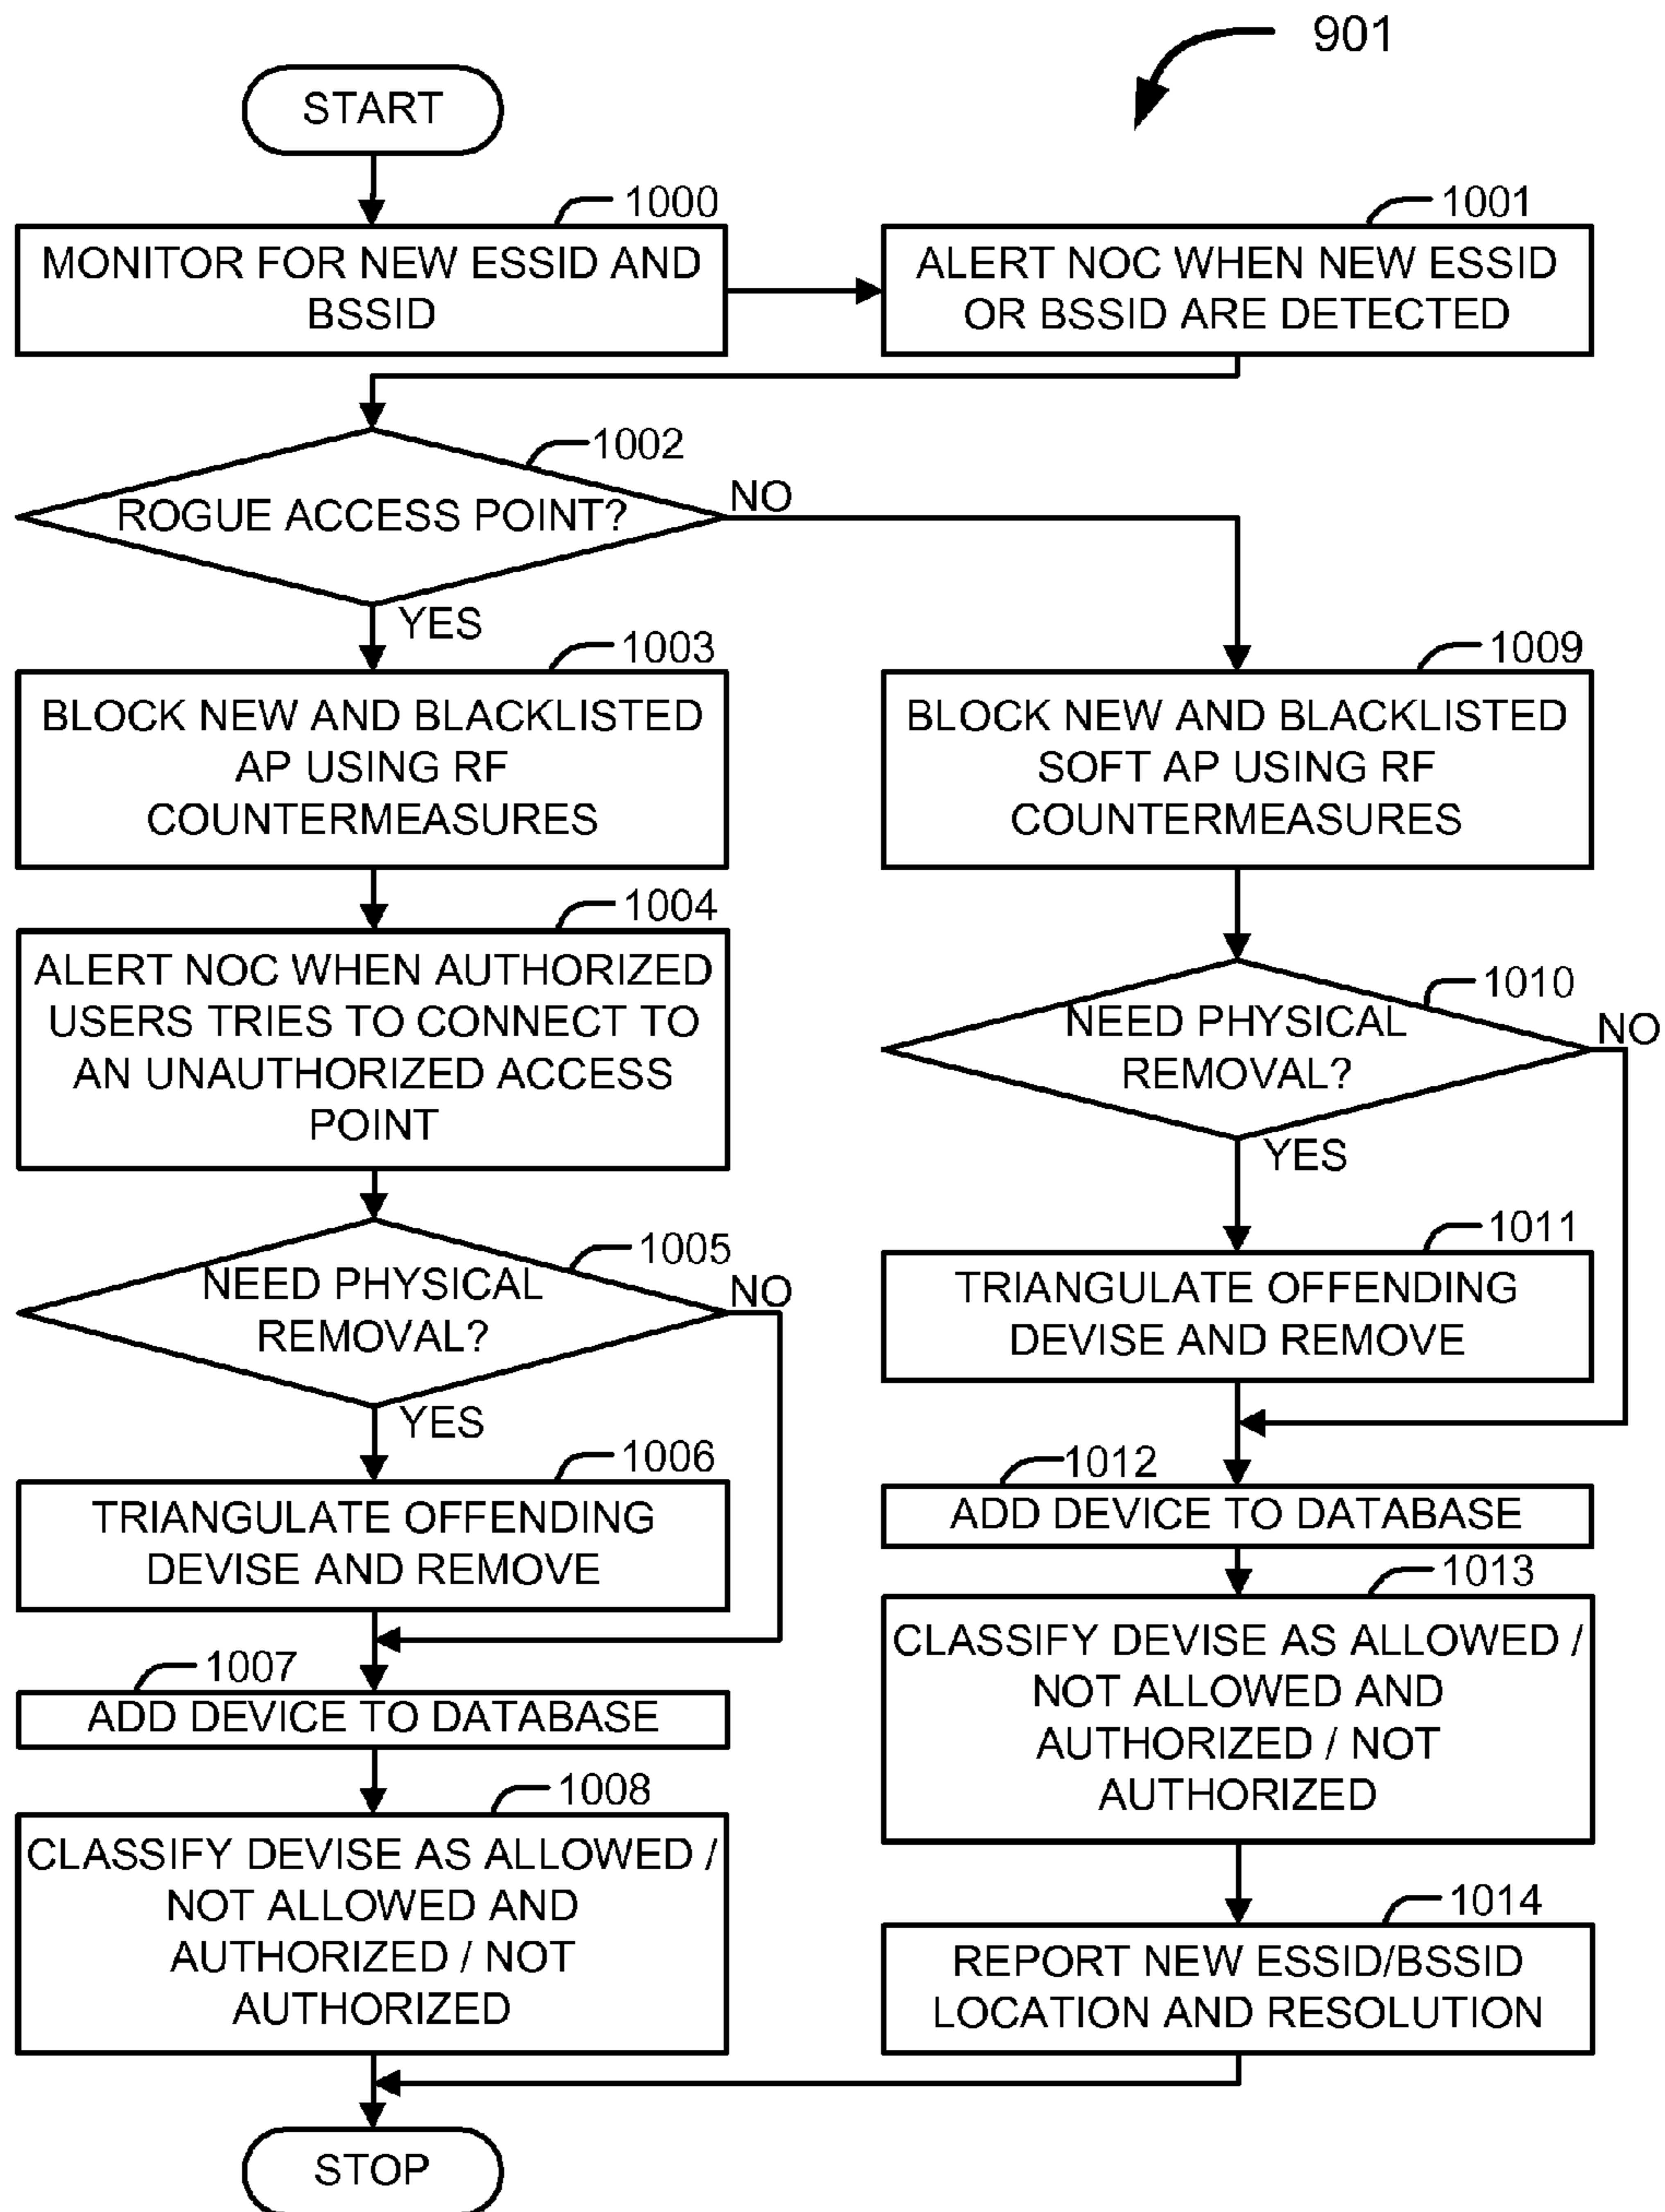 901
START
1000
MONITOR FOR NEW ESSID AND
BSSID
1001
ALERT NOC WHEN NEW ESSID
OR BSSID ARE DETECTED
1002
ROGUE ACCESS POINT?
NO
YES
1003
BLOCK NEW AND BLACKLISTED
AP USING RF
COUNTERMEASURES
1004
ALERT NOC WHEN AUTHORIZED
USERS TRIES TO CONNECT TO
AN UNAUTHORIZED ACCESS
POINT
1005
NEED PHYSICAL
REMOVAL?
NO
YES
1006
TRIANGULATE OFFENDING
DEVISE AND REMOVE
1007
ADD DEVICE TO DATABASE
1008
CLASSIFY DEVISE AS ALLOWED /
NOT ALLOWED AND
AUTHORIZED / NOT
AUTHORIZED
1009
BLOCK NEW AND BLACKLISTED
SOFT AP USING RF
COUNTERMEASURES
1010
NEED PHYSICAL
REMOVAL?
NO
YES
1011
TRIANGULATE OFFENDING
DEVISE AND REMOVE
1012
ADD DEVICE TO DATABASE
1013
CLASSIFY DEVISE AS ALLOWED /
NOT ALLOWED AND
AUTHORIZED / NOT
AUTHORIZED
1014
REPORT NEW ESSID/BSSID
LOCATION AND RESOLUTION
STOP